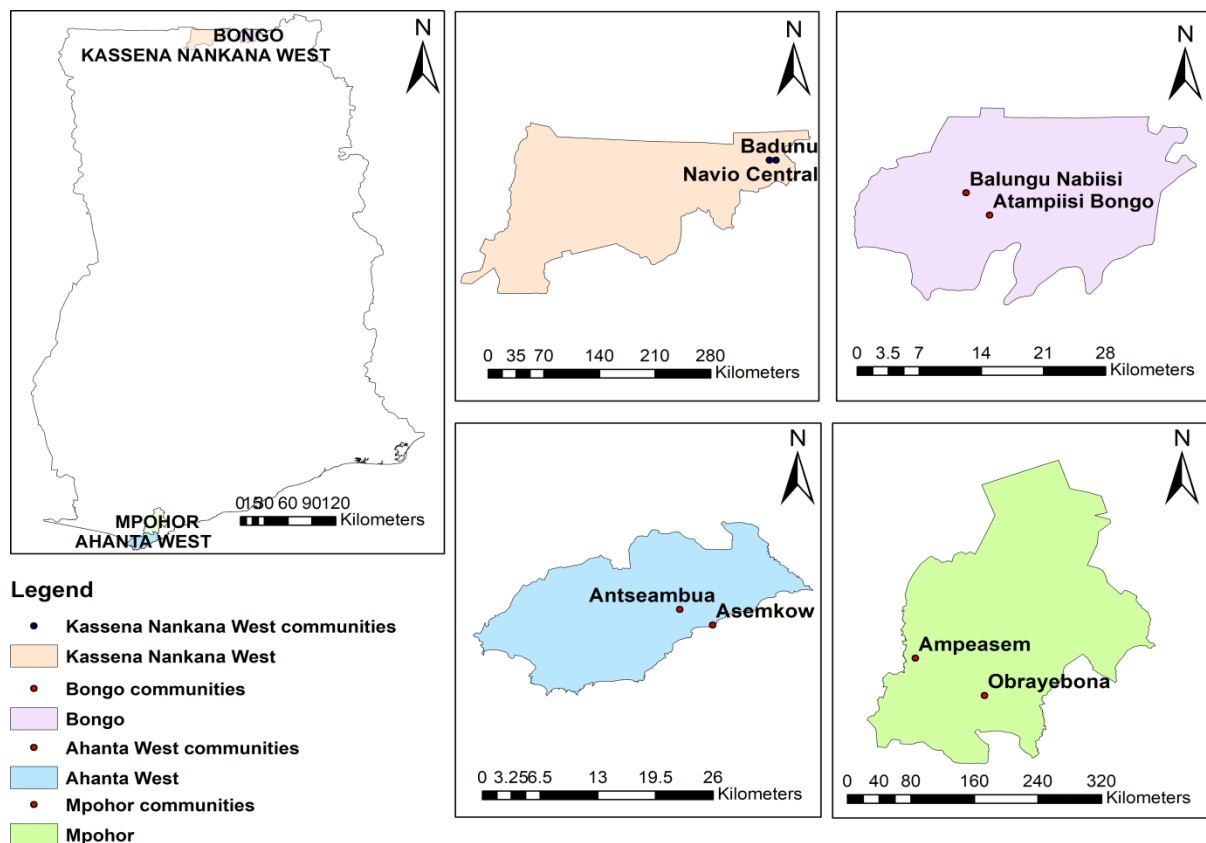 N
BONGO
KASSENA NANKANA WEST
MPOHOR
AHANTA WEST
0 15 30 60 90 120
Kilometers
N
Badunu
Navio Central
0 35 70 140 210 280
Kilometers
N
Balungu Nabiisi
Atampiisi Bongo
0 3.5 7 14 21 28
Kilometers
N
Antseambua
Asemkow
0 3.25 6.5 13 19.5 26
Kilometers
N
Ampeasem
Obrayebona
0 40 80 160 240 320
Kilometers
Legend
Kassena Nankana West communities
Kassena Nankana West
Bongo communities
Bongo
Ahanta West communities
Ahanta West
Mpohor communities
Mpohor